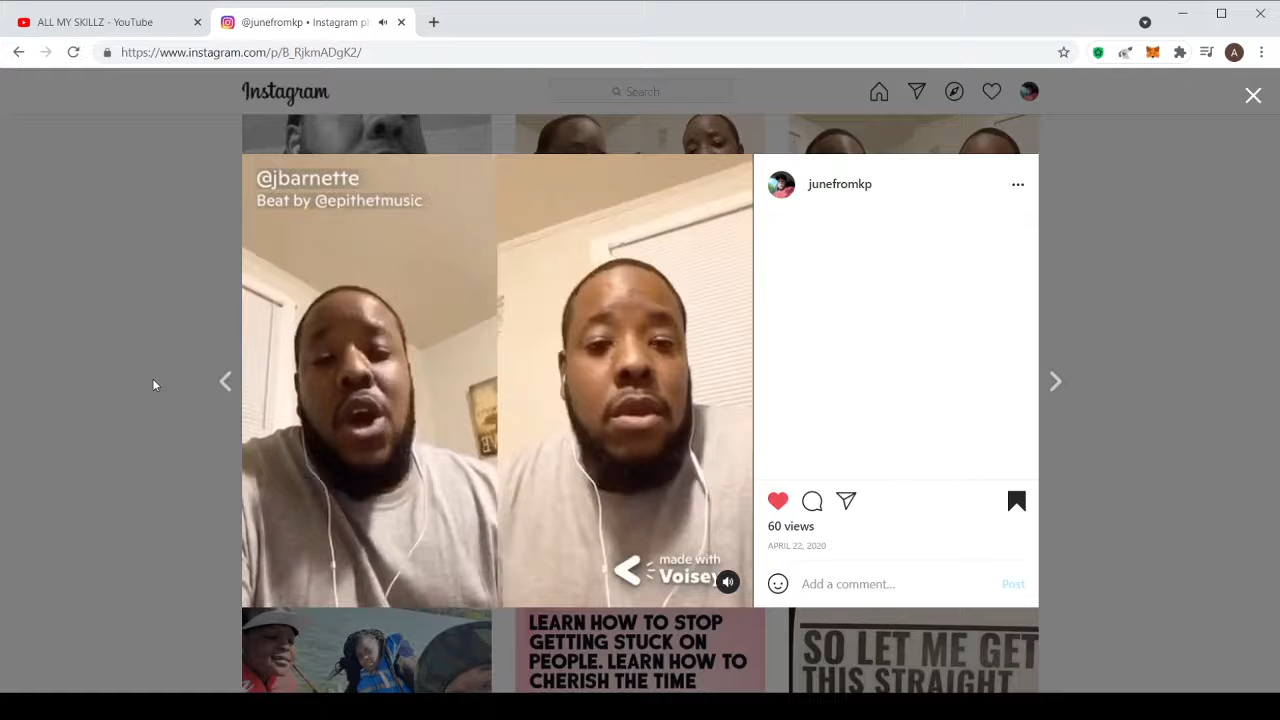 ALL MY SKILLZ - YouTube
@junefromkp • Instagram ph
https://www.instagram.com/p/B_RjkmADgK2/
A
Instagram
Search
@jbarnette
Beat by @epithetmusic
made with
Voisey
junefromkp
60 views
APRIL 22, 2020
Add a comment...
Post
LEARN HOW TO STOP
GETTING STUCK ON
PEOPLE. LEARN HOW TO
CHERISH THE TIME
SO LET ME GET
THIS STRAIGHT